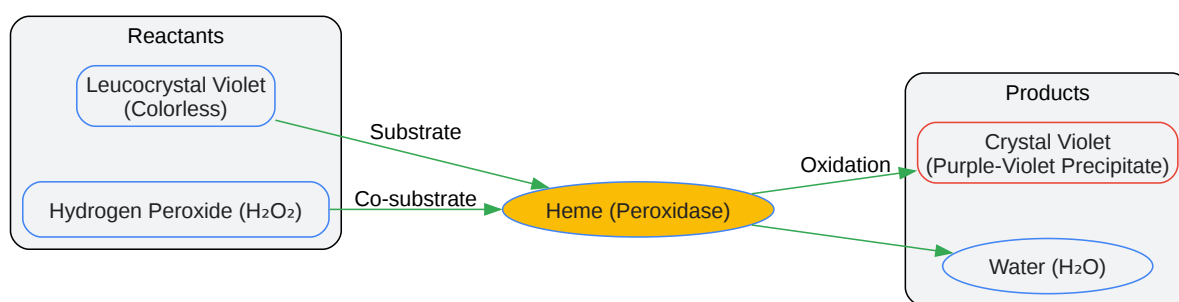 Reactants
Leucocrystal Violet
(Colorless)
Substrate
Hydrogen Peroxide (H₂O₂)
Co-substrate
Heme (Peroxidase)
Oxidation
Products
Crystal Violet
(Purple-Violet Precipitate)
Water (H₂O)